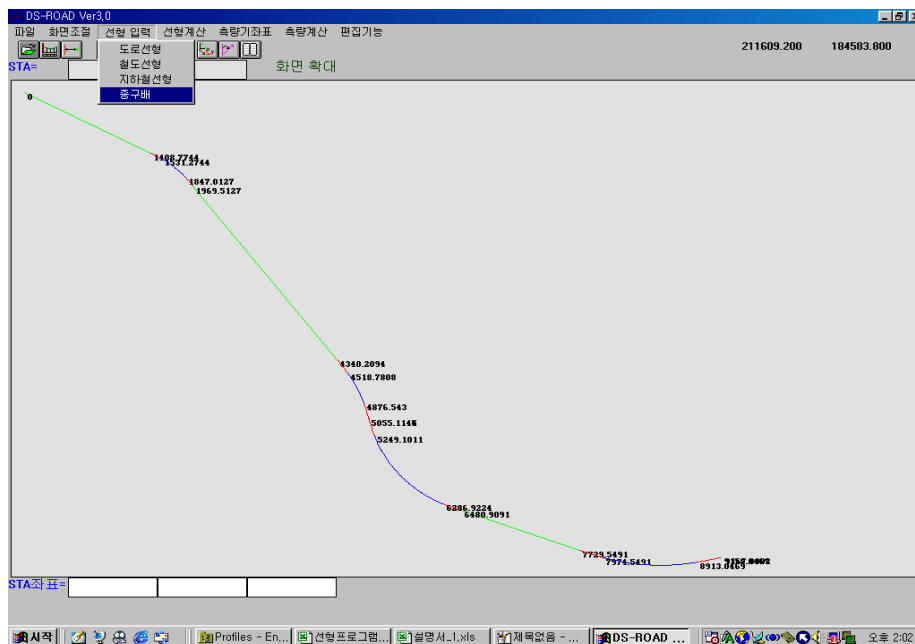 DS-ROAD Ver3,0
파일 화면조절 선형 입력 선형계산 측량기좌표 측량계산 편집기능
도로선형
철도선형
지하철선형
종구배
211609.200 184583.800
STA=
화면 확대
0
1408.7744
1531.2744
1847.0127
1969.5127
4340.2094
4518.7808
4876.543
5055.1146
5249.1011
6286.9224
6480.9091
7729.5491
7974.5491
8913.0469
STA좌표=
시작 Profiles - En... 선형프로그램... 설명서_1.xls 제목없음 - ... DS-ROAD ... 오후 2:02